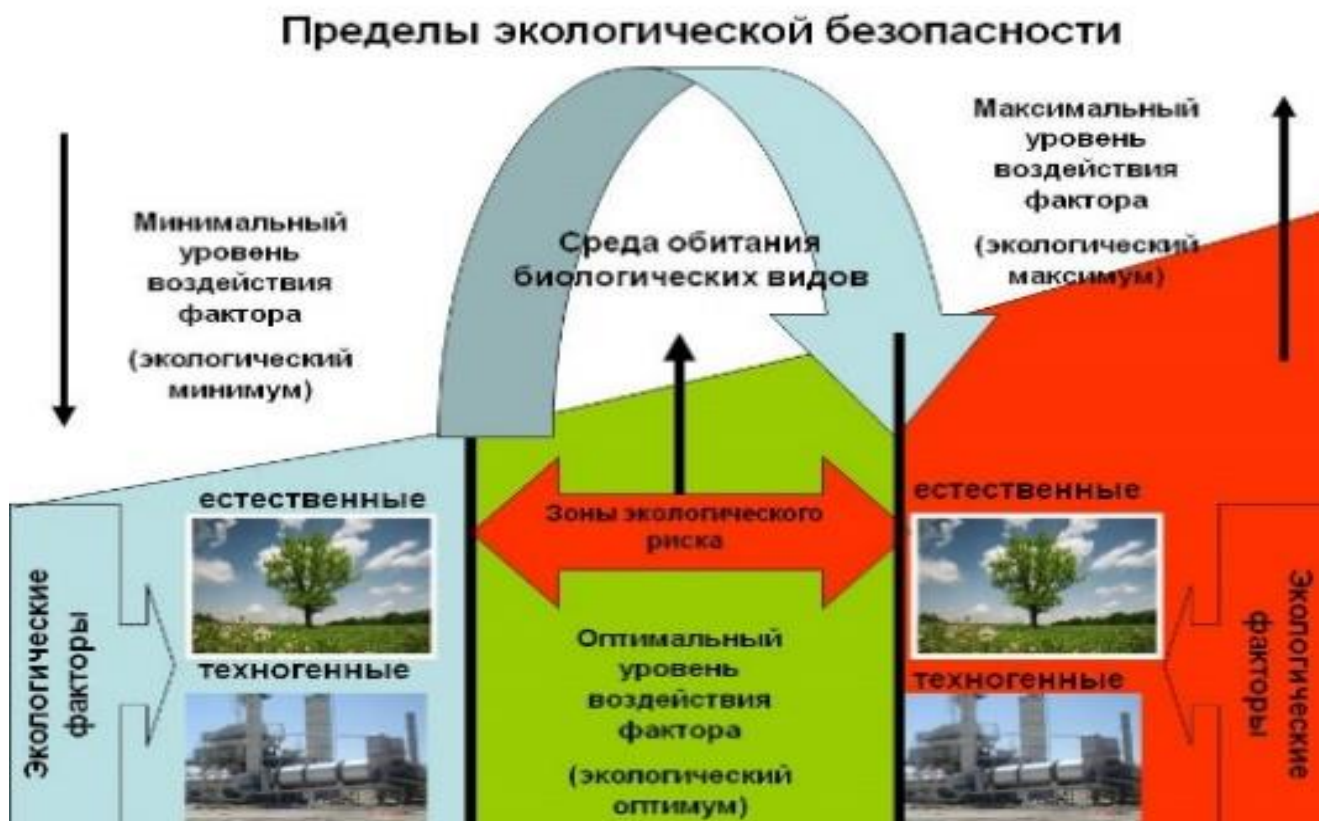 Пределы экологической безопасности
Минимальный
уровень
воздействия
фактора
(экологический
минимум)
Среда обитания
биологических видов
Максимальный
уровень
воздействия
фактора
(экологический
максимум)
Экологические
факторы
естественные
техногенные
Зоны экологического
риска
Оптимальный
уровень
воздействия
фактора
(экологический
оптимум)
естественные
техногенные
Экологические
факторы